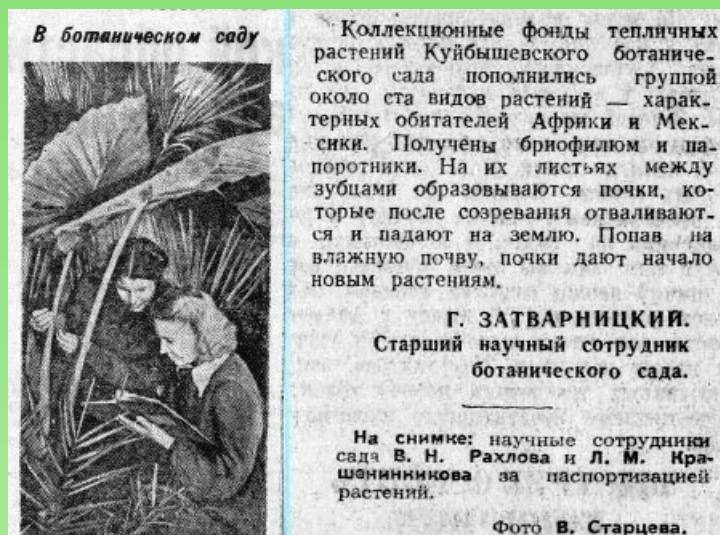 В ботаническом саду
Коллекционные фонды тепличных
растений Куйбышевского ботаниче-
ского сада пополнились группой
около ста видов растений — харак-
терных обитателей Африки и Мек-
сики. Получены бриофилюм и па-
поротники. На их листьях между
зубцами образовываются почки, ко-
торые после созревания отваливают-
ся и падают на землю. Попав на
влажную почву, почки дают начало
новым растениям.
Г. ЗАТВАРНИЦКИЙ.
Старший научный сотрудник
ботанического сада.
На снимке: научные сотрудники
сада В. Н. Рахлова и Л. М. Кра-
шенинникова за паспортизацией
растений.
Фото В. Старцева.